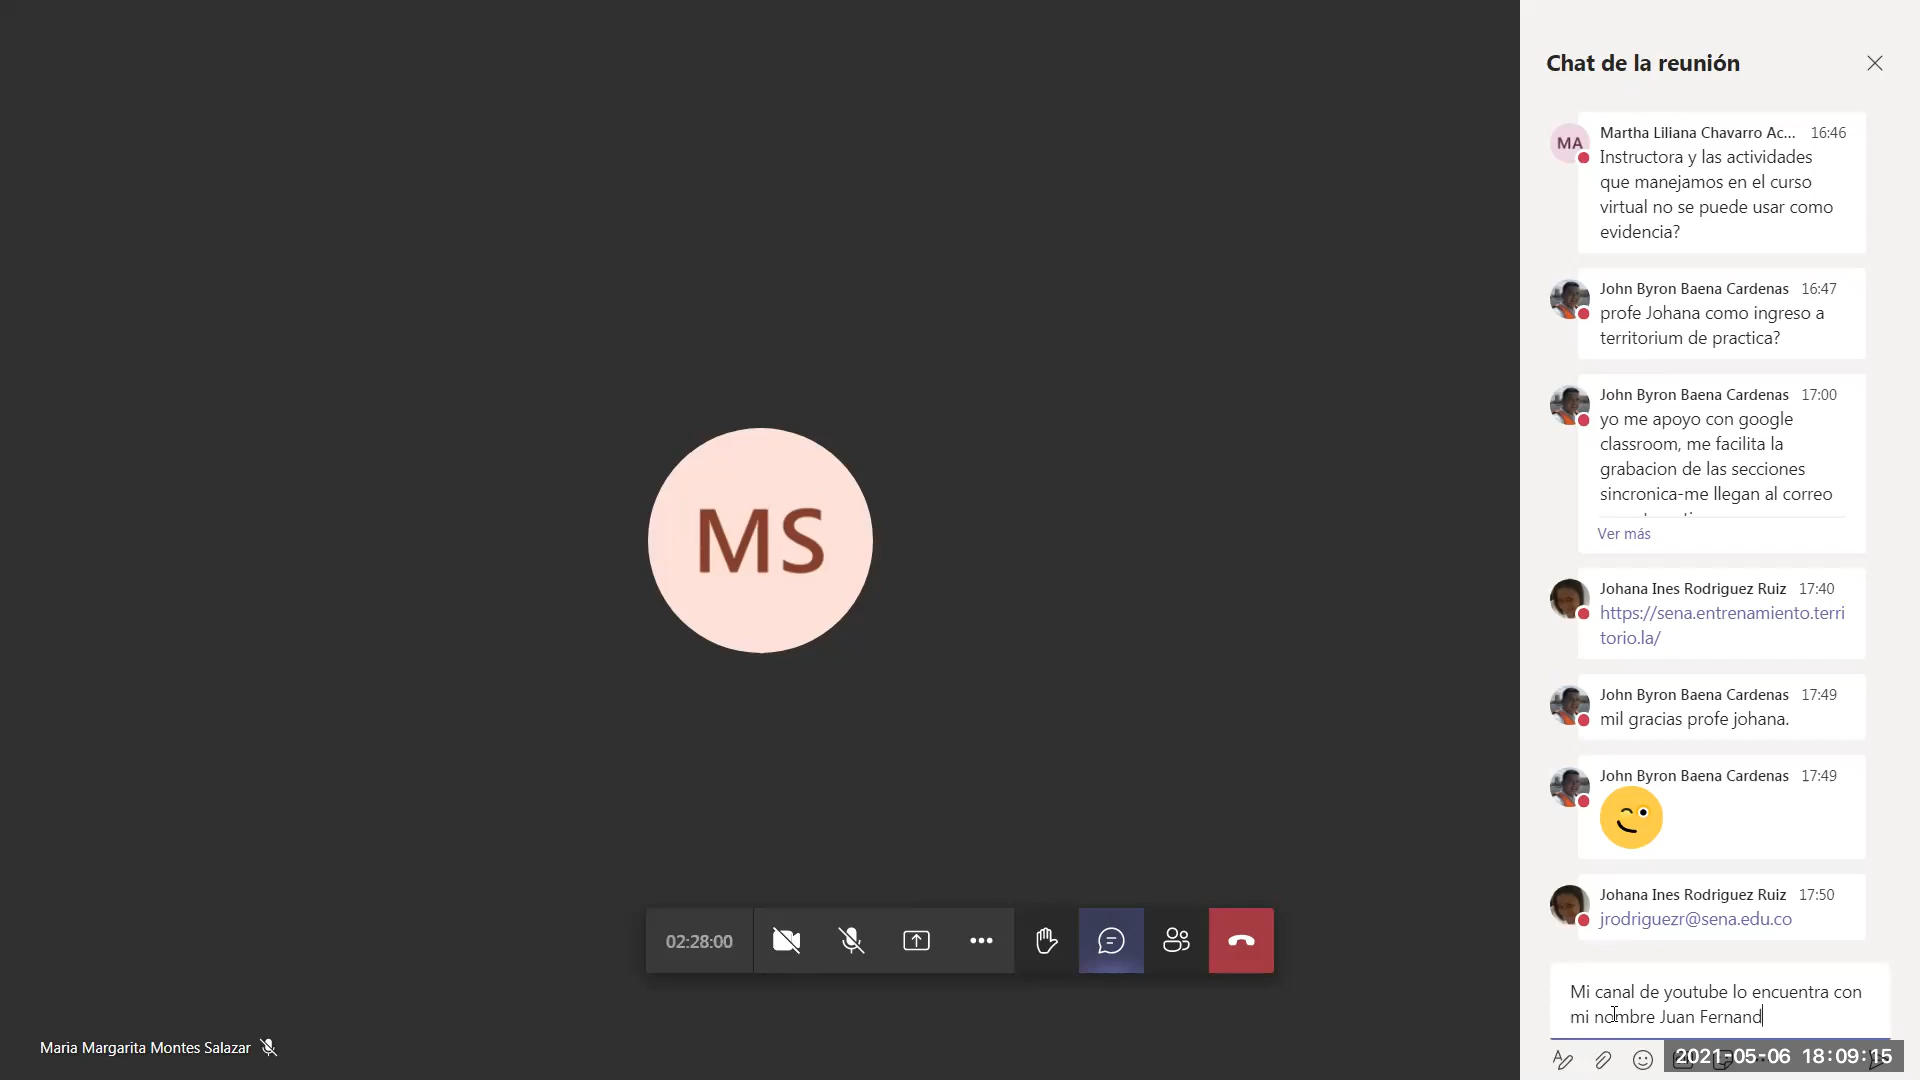 Chat de la reunión
MA
Martha Liliana Chavarro Ac... 16:46
Instructora y las actividades
que manejamos en el curso
virtual no se puede usar como
evidencia?
John Byron Baena Cardenas 16:47
profe Johana como ingreso a
territorium de practica?
John Byron Baena Cardenas 17:00
yo me apoyo con google
classroom, me facilita la
grabacion de las secciones
sincronica-me llegan al correo
Ver más
Johana Ines Rodriguez Ruiz 17:40
https://sena.entrenamiento.terri
torio.la/
John Byron Baena Cardenas 17:49
mil gracias profe johana.
John Byron Baena Cardenas 17:49
Johana Ines Rodriguez Ruiz 17:50
jrodriguezr@sena.edu.co
Mi canal de youtube lo encuentra con
mi nombre Juan Fernand
MS
02:28:00
Maria Margarita Montes Salazar
2021-05-06 18:09:15